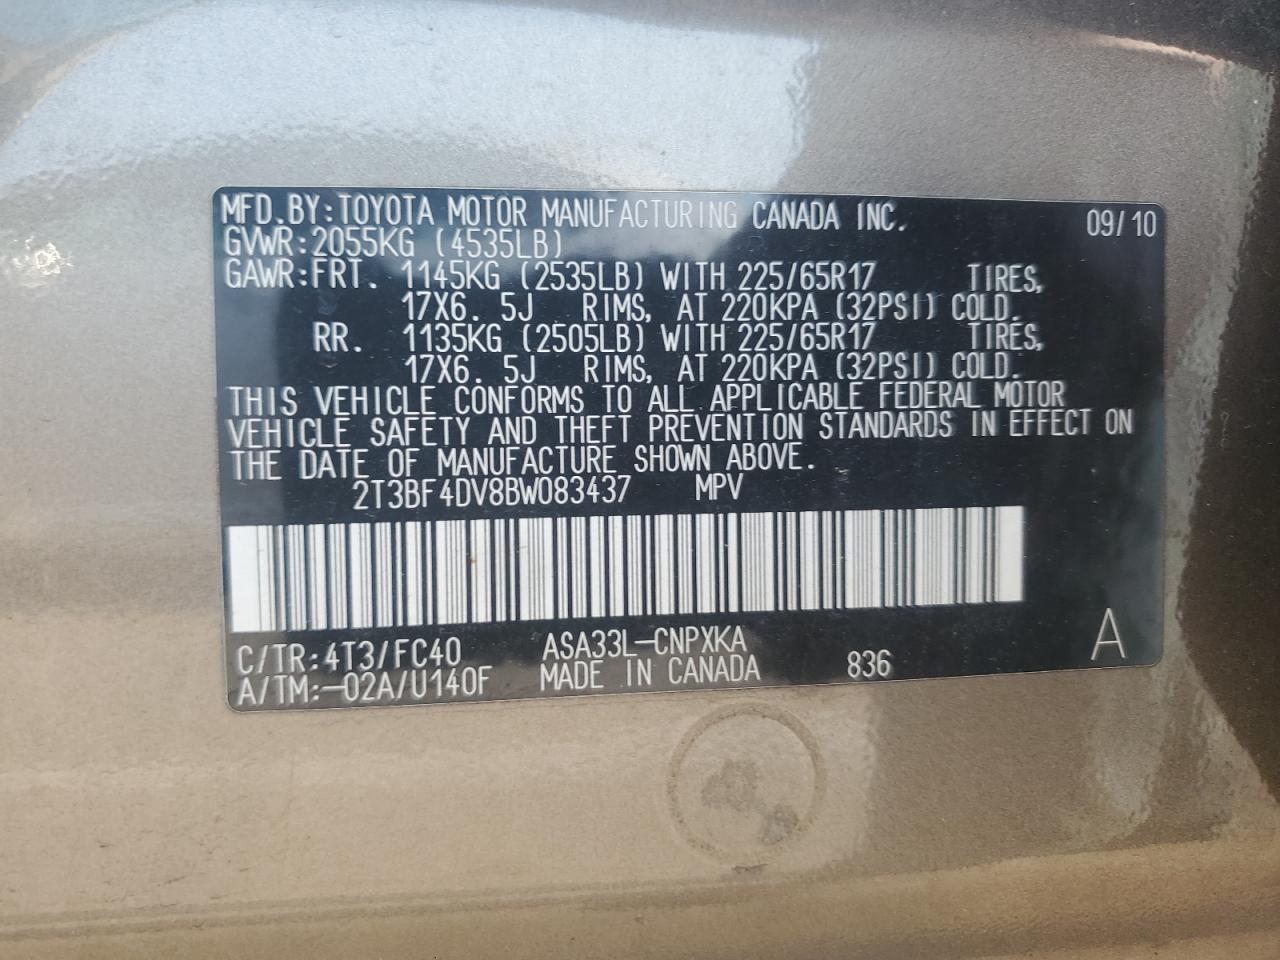 MFD.BY:TOYOTA MOTOR MANUFACTURING CANADA INC. 09/10
GVWR:2055KG (4535LB)
GAWR:FRT. 1145KG (2535LB) WITH 225/65R17 TIRES,
17X6.5J RIMS, AT 220KPA (32PSI) COLD.
RR. 1135KG (2505LB) WITH 225/65R17 TIRES,
17X6.5J RIMS, AT 220KPA (32PSI) COLD.
THIS VEHICLE CONFORMS TO ALL APPLICABLE FEDERAL MOTOR
VEHICLE SAFETY AND THEFT PREVENTION STANDARDS IN EFFECT ON
THE DATE OF MANUFACTURE SHOWN ABOVE.
2T3BF4DV8BW083437 MPV
C/TR:4T3/FC40 ASA33L-CNPXKA A
A/TM:-02A/U140F MADE IN CANADA 836